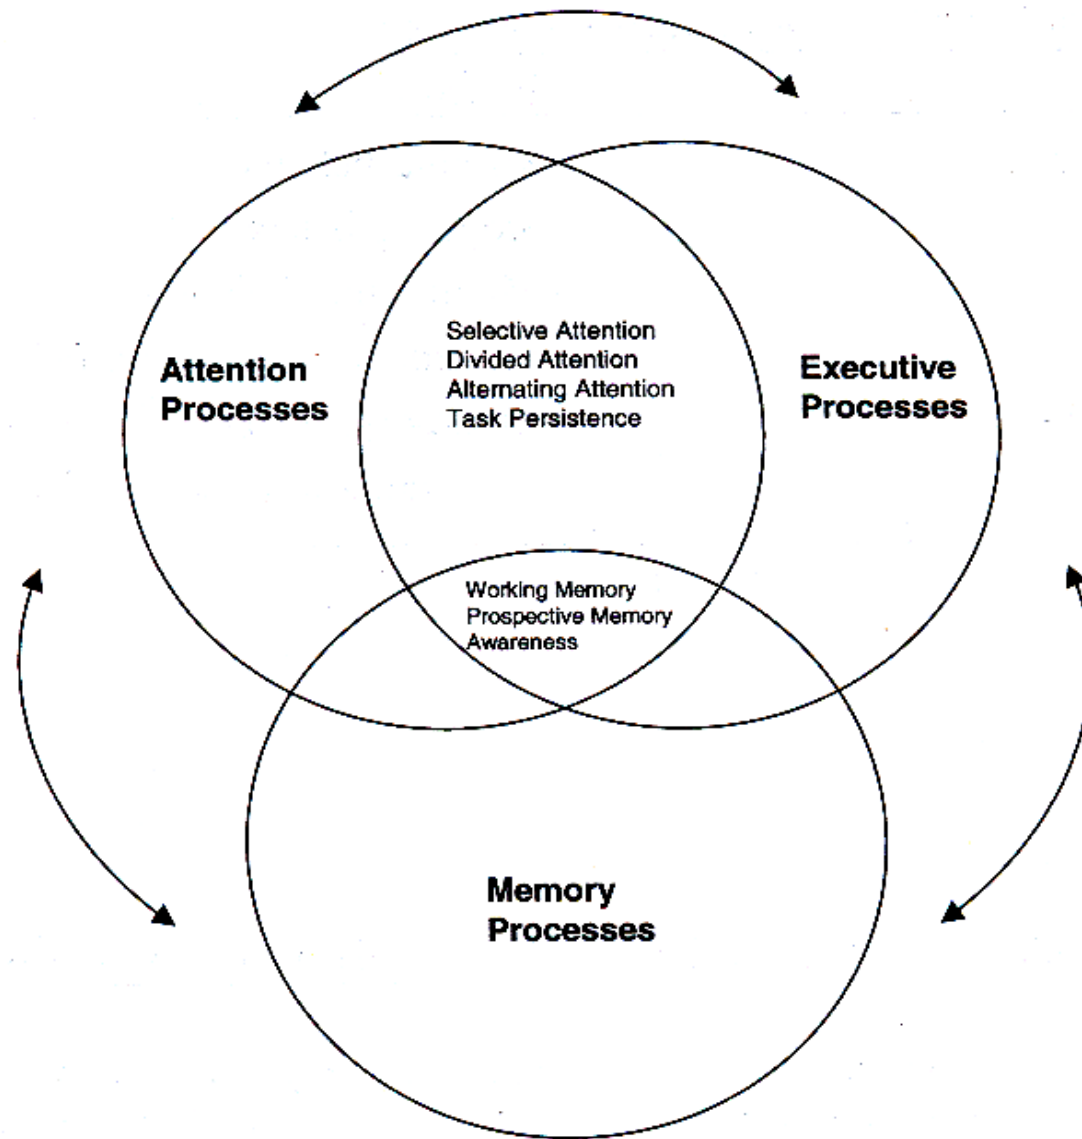 Attention
Processes
Selective Attention
Divided Attention
Alternating Attention
Task Persistence
Executive
Processes
Working Memory
Prospective Memory
Awareness
Memory
Processes